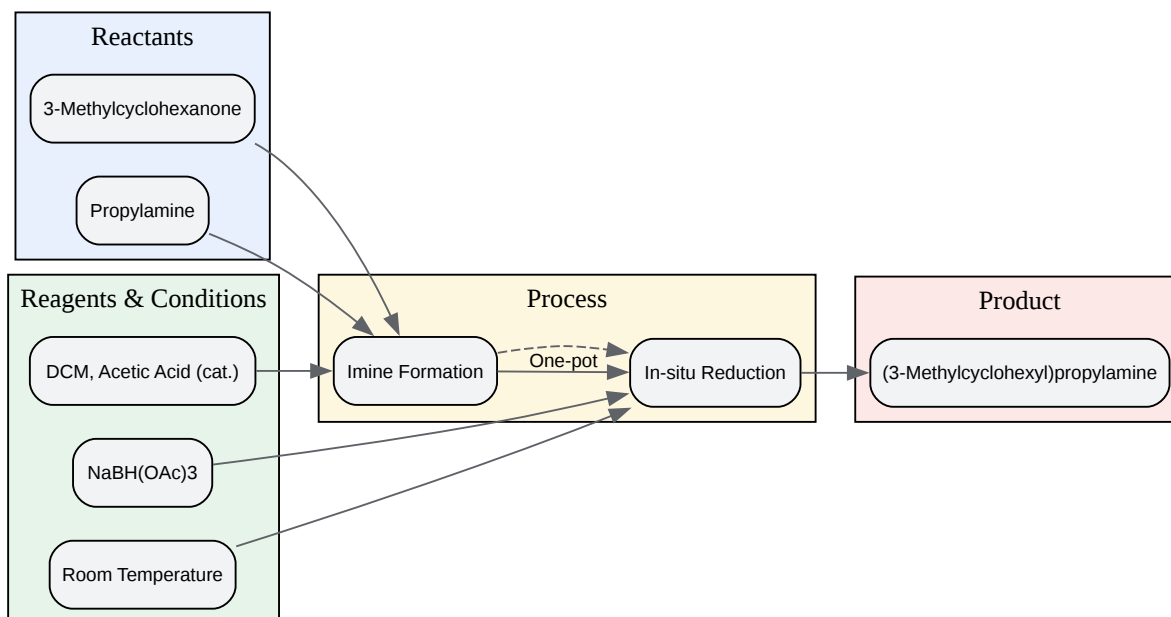 Reactants
3-Methylcyclohexanone
Propylamine
Reagents & Conditions
DCM, Acetic Acid (cat.)
NaBH(OAc)3
Room Temperature
Process
Imine Formation
One-pot
In-situ Reduction
Product
(3-Methylcyclohexyl)propylamine